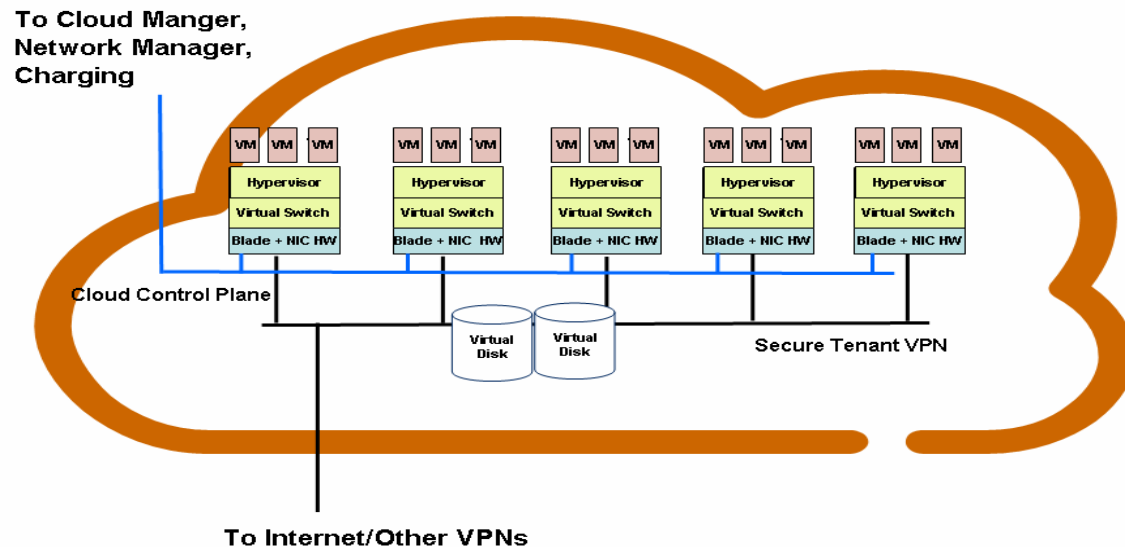 To Cloud Manger,
Network Manager,
Charging
VM VM VM VM VM VM VM VM VM VM VM VM VM VM VM
Hypervisor Hypervisor Hypervisor Hypervisor Hypervisor
Virtual Switch Virtual Switch Virtual Switch Virtual Switch Virtual Switch
Blade + NIC HW Blade + NIC HW Blade + NIC HW Blade + NIC HW Blade + NIC HW
Cloud Control Plane
Virtual Disk Virtual Disk
Secure Tenant VPN
To Internet/Other VPNs